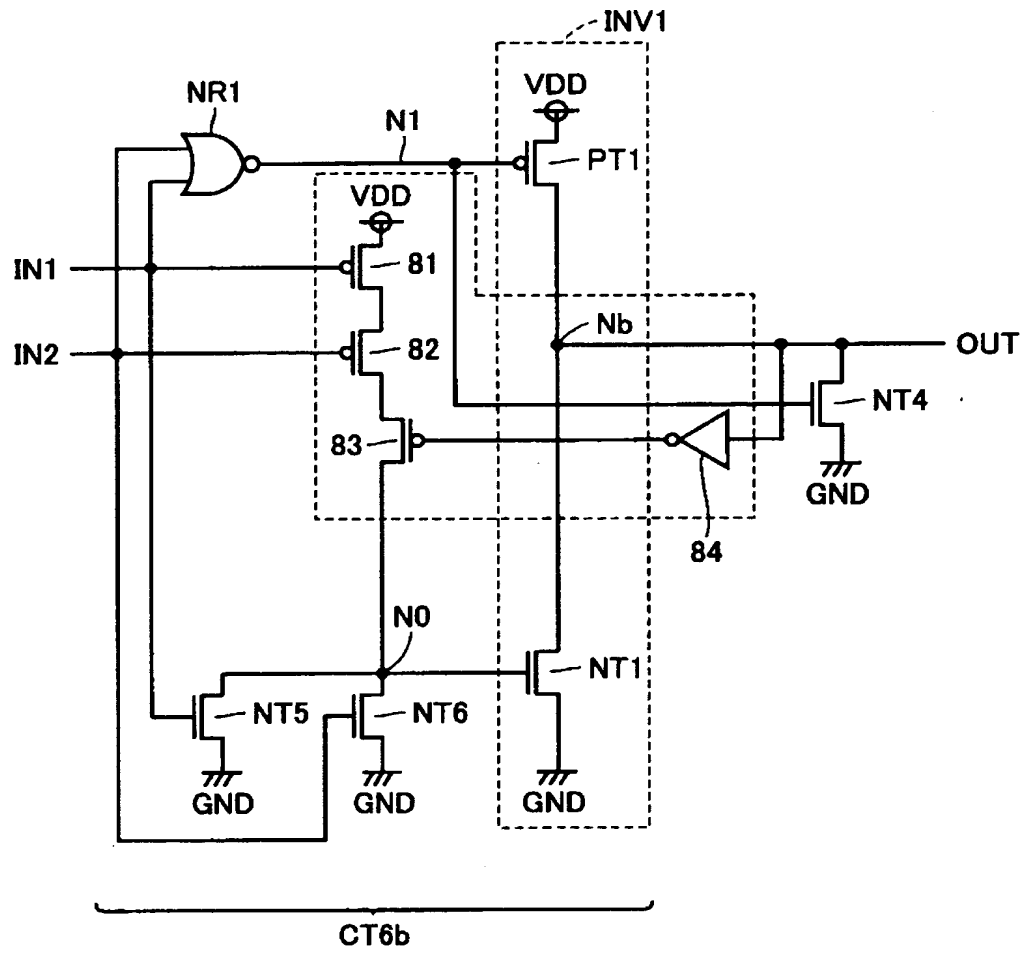 INV1
VDD
NR1
N1
PT1
VDD
IN1
81
Nb
IN2
82
OUT
NT4
83
GND
84
N0
NT1
NT5
NT6
GND
GND
GND
CT6b